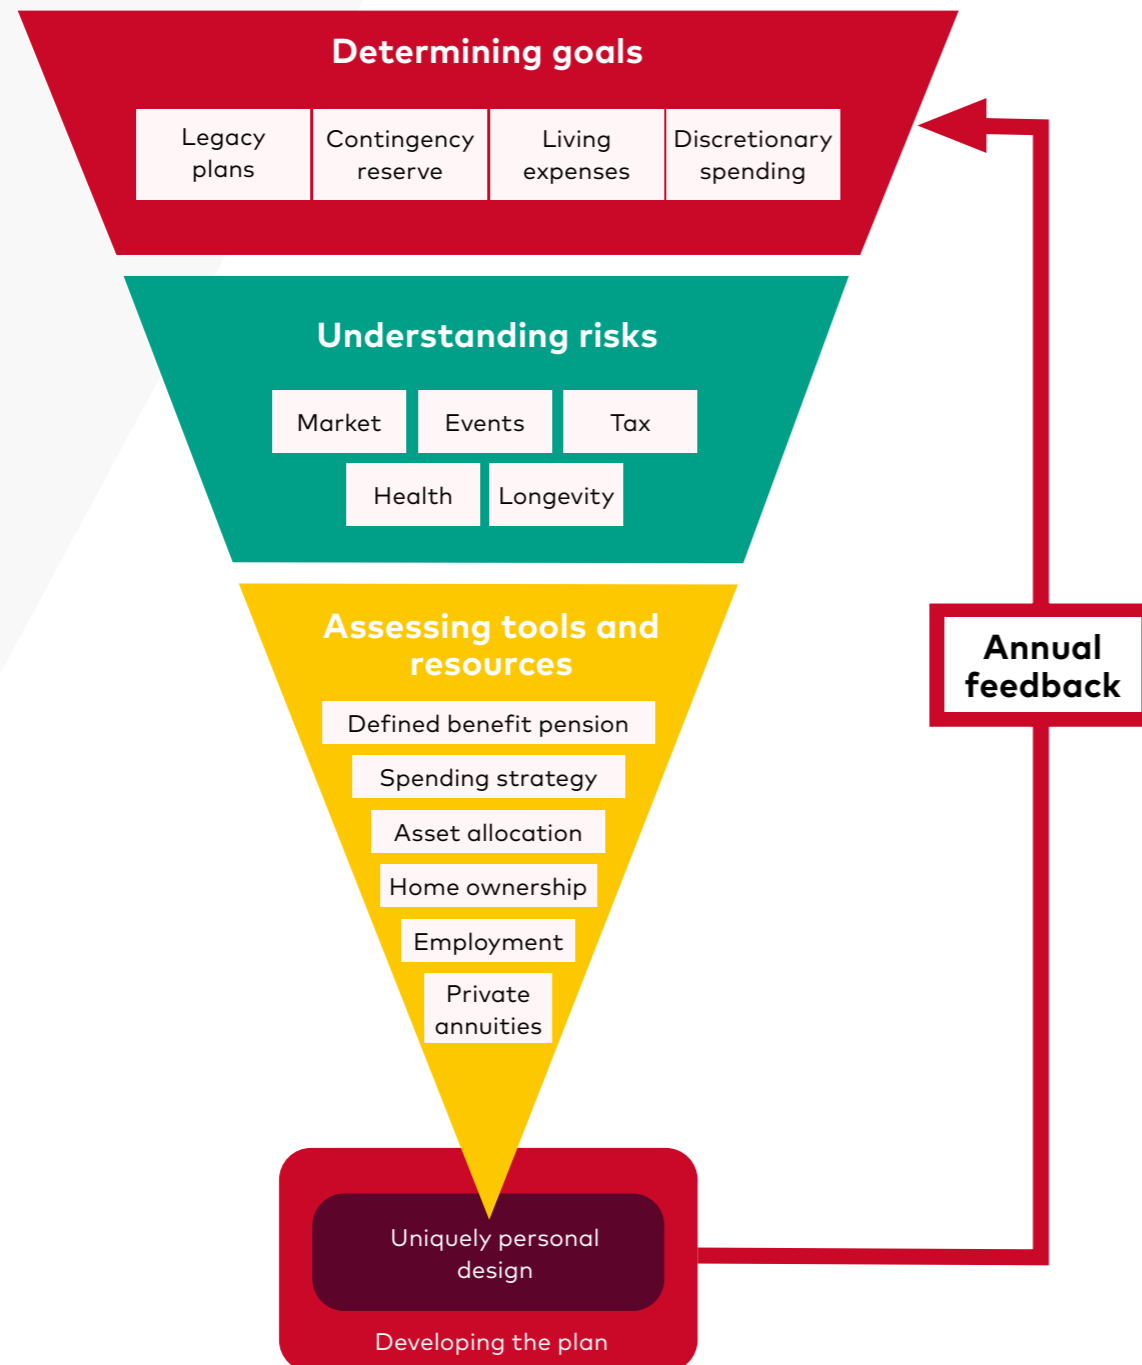 Determining goals
Legacy
plans
Contingency
reserve
Living
expenses
Discretionary
spending
Understanding risks
Market
Events
Tax
Health
Longevity
Assessing tools and
resources
Defined benefit pension
Spending strategy
Asset allocation
Home ownership
Employment
Private
annuities
Uniquely personal
design
Developing the plan
Annual
feedback